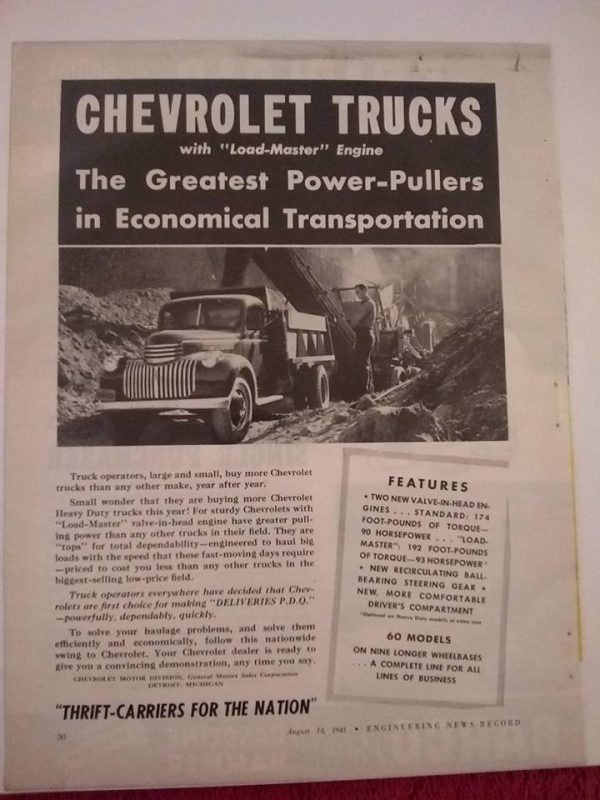 CHEVROLET TRUCKS
with "Load-Master" Engine
The Greatest Power-Pullers
in Economical Transportation
Truck operators, large and small, buy more Chevrolet
trucks than any other make, year after year.
Small wonder that they are buying more Chevrolet
Heavy Duty trucks this year! For sturdy Chevrolets with
"Load-Master" valve-in-head engine have greater pull-
ing power than any other trucks in their field. They are
"tops" for total dependability—engineered to haul big
loads with the speed that these fast-moving days require
—priced to cost you less than any other trucks in the
biggest-selling low-price field.
Truck operators everywhere have decided that Chev-
rolets are first choice for making "DELIVERIES P.D.Q."
—powerfully, dependably, quickly.
To solve your haulage problems, and solve them
efficiently and economically, follow this nationwide
swing to Chevrolet. Your Chevrolet dealer is ready to
give you a convincing demonstration, any time you say.
CHEVROLET MOTOR DIVISION, General Motors Sales Corporation
DETROIT, MICHIGAN
"THRIFT-CARRIERS FOR THE NATION"
FEATURES
• TWO NEW VALVE-IN-HEAD EN-
GINES . . . STANDARD: 174
FOOT-POUNDS OF TORQUE—
90 HORSEPOWER . . . "LOAD-
MASTER": 192 FOOT-POUNDS
OF TORQUE—93 HORSEPOWER*
• NEW RECIRCULATING BALL-
BEARING STEERING GEAR •
NEW, MORE COMFORTABLE
DRIVER'S COMPARTMENT
*Optional on Heavy Duty models at extra cost
60 MODELS
ON NINE LONGER WHEELBASES
. . . A COMPLETE LINE FOR ALL
LINES OF BUSINESS
30
August 14, 1941 • ENGINEERING NEWS-RECORD